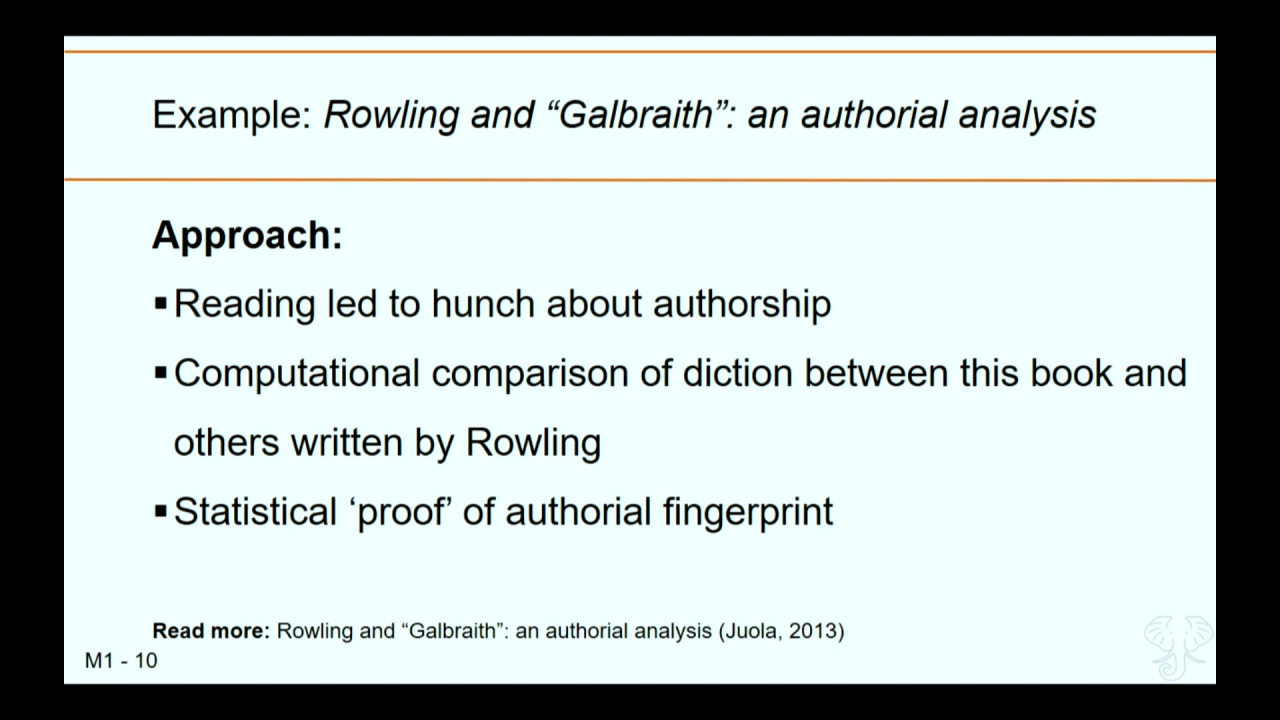 Example: Rowling and “Galbraith”: an authorial analysis
Approach:
▪Reading led to hunch about authorship
▪Computational comparison of diction between this book and
others written by Rowling
▪Statistical ‘proof’ of authorial fingerprint
Read more: Rowling and “Galbraith”: an authorial analysis (Juola, 2013)
M1 - 10